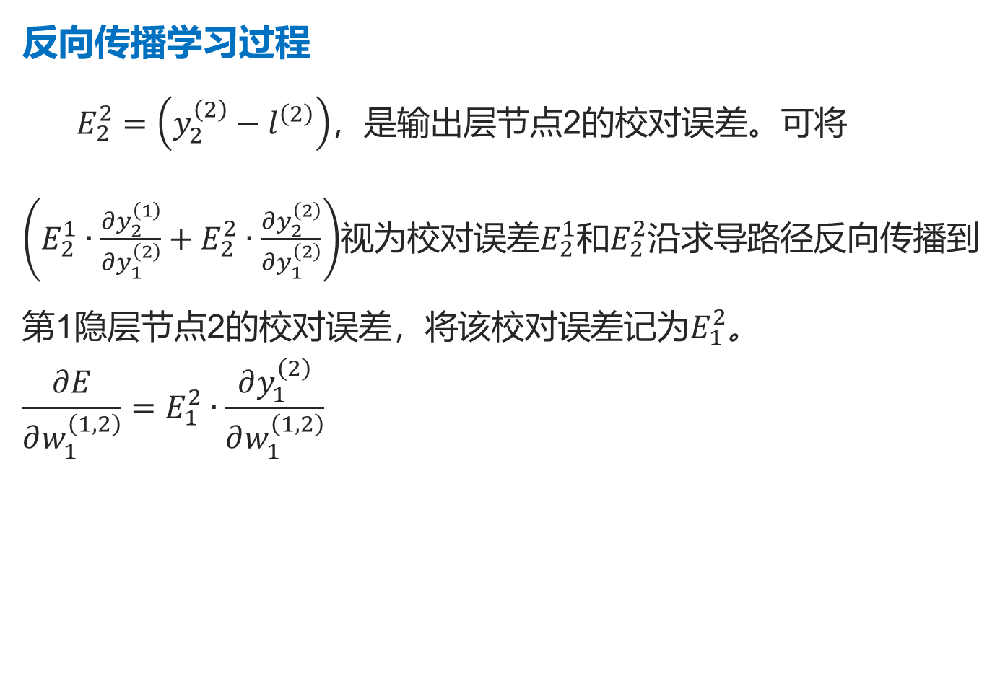 反向传播学习过程
$E_2^2 = \left(y_2^{(2)} - l^{(2)}\right)$，是输出层节点2的校对误差。可将
$\left(E_2^1 \cdot \frac{\partial y_2^{(1)}}{\partial y_1^{(2)}} + E_2^2 \cdot \frac{\partial y_2^{(2)}}{\partial y_1^{(2)}}\right)$视为校对误差$E_2^1$和$E_2^2$沿求导路径反向传播到
第1隐层节点2的校对误差，将该校对误差记为$E_1^2$。
$\frac{\partial E}{\partial w_1^{(1,2)}} = E_1^2 \cdot \frac{\partial y_1^{(2)}}{\partial w_1^{(1,2)}}$